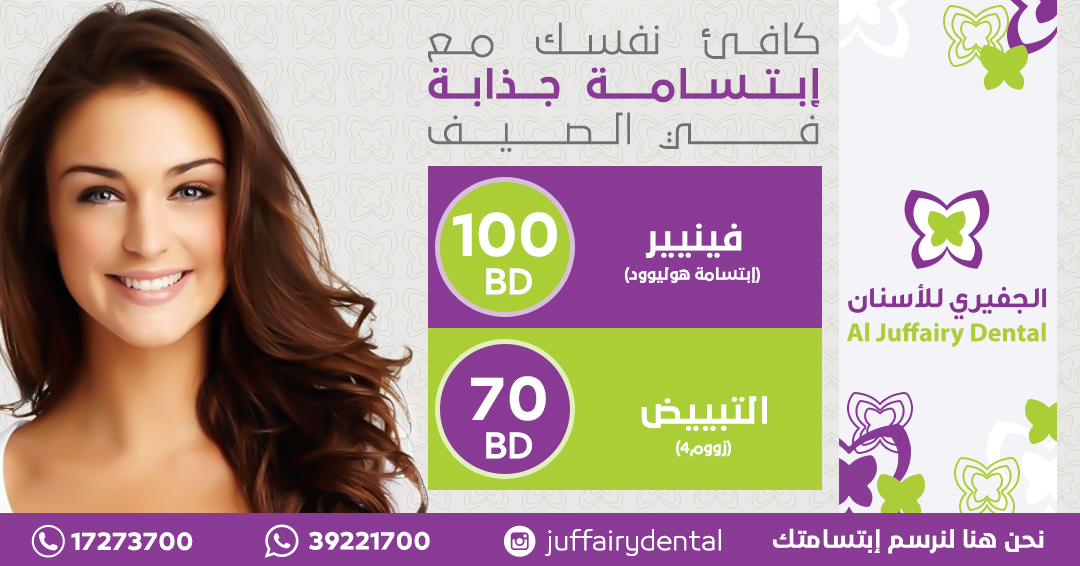 كافئ نفسك مع
إبتسامة جذابة
في الصيف
فينيير
(إبتسامة هوليوود)
100
BD
التبييض
(زووم4)
70
BD
الجفيري للأسنان
Al Juffairy Dental
17273700
39221700
juffairydental
نحن هنا لنرسم إبتسامتك